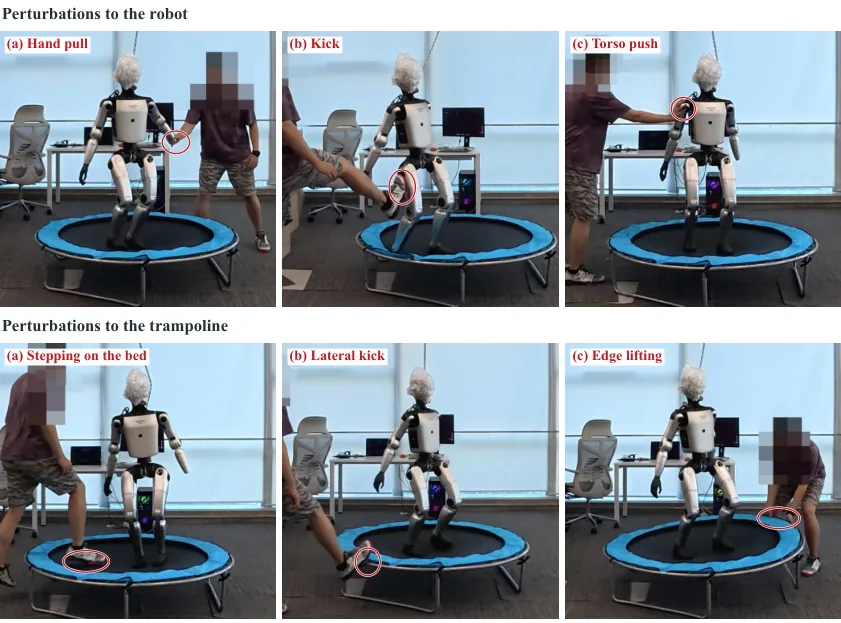 Perturbations to the robot
(a) Hand pull
(b) Kick
(c) Torso push
Perturbations to the trampoline
(a) Stepping on the bed
(b) Lateral kick
(c) Edge lifting